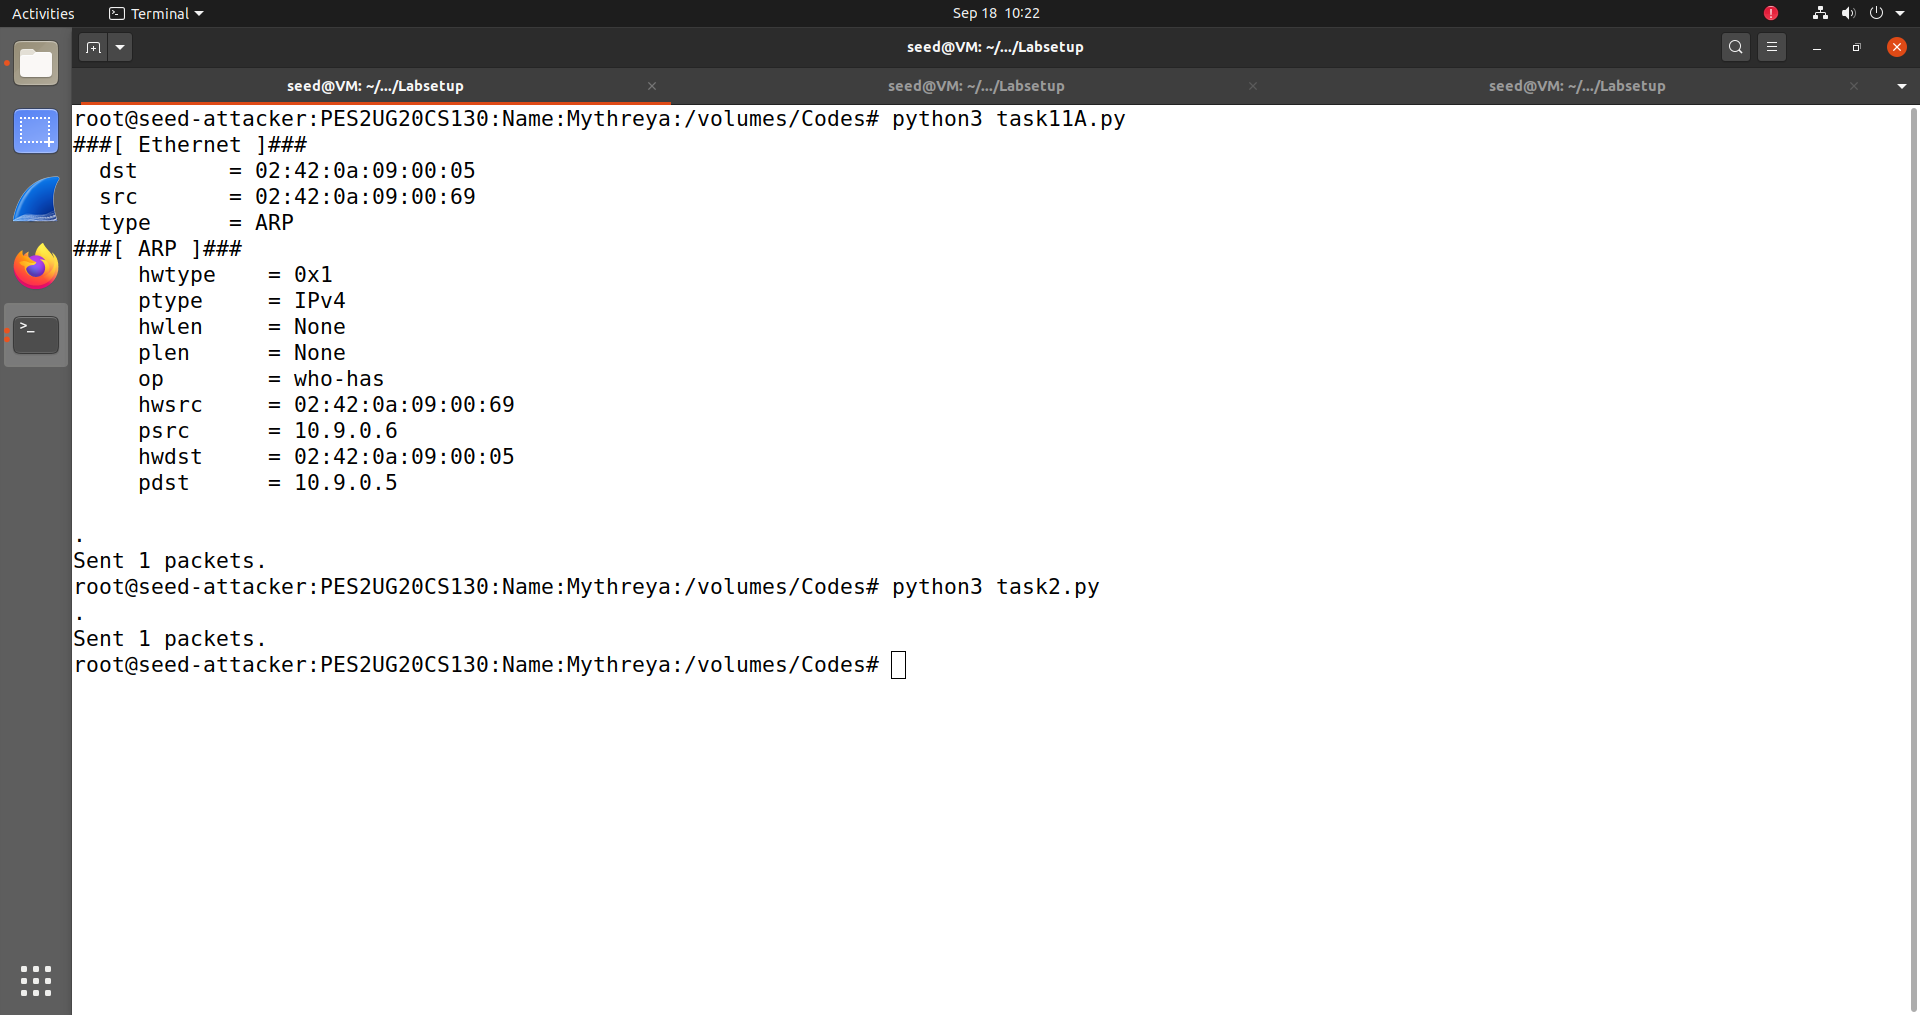 Activities
Terminal
Sep 18 10:22
seed@VM: ~/.../Labsetup
seed@VM: ~/.../Labsetup
seed@VM: ~/.../Labsetup
seed@VM: ~/.../Labsetup
root@seed-attacker:PES2UG20CS130:Name:Mythreya:/volumes/Codes# python3 task11A.py
###[ Ethernet ]###
  dst       = 02:42:0a:09:00:05
  src       = 02:42:0a:09:00:69
  type      = ARP
###[ ARP ]###
     hwtype    = 0x1
     ptype     = IPv4
     hwlen     = None
     plen      = None
     op        = who-has
     hwsrc     = 02:42:0a:09:00:69
     psrc      = 10.9.0.6
     hwdst     = 02:42:0a:09:00:05
     pdst      = 10.9.0.5
.
Sent 1 packets.
root@seed-attacker:PES2UG20CS130:Name:Mythreya:/volumes/Codes# python3 task2.py
.
Sent 1 packets.
root@seed-attacker:PES2UG20CS130:Name:Mythreya:/volumes/Codes#